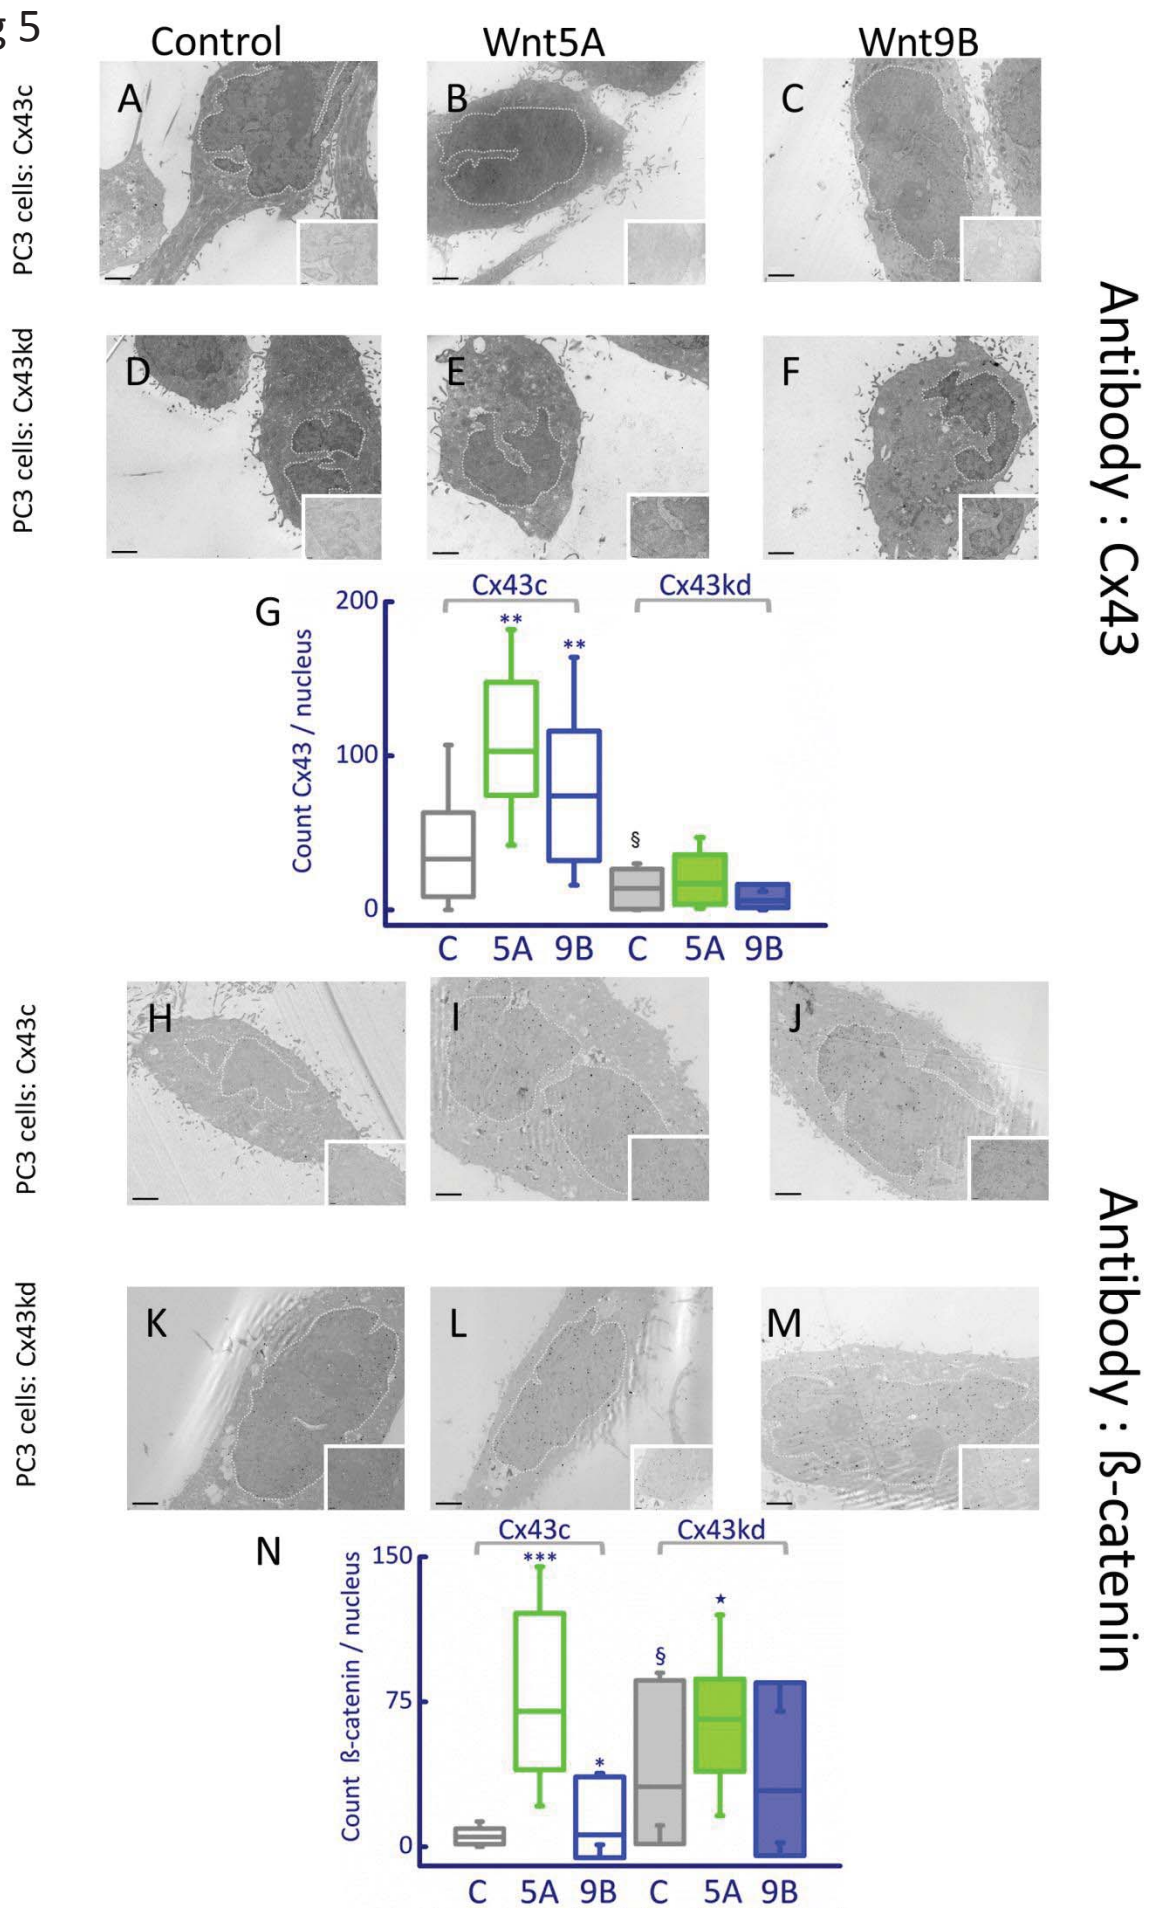 g 5
Control Wnt5A Wnt9B
PC3 cells: Cx43c
A B C
PC3 cells: Cx43kd
D E F
Antibody : Cx43
G
Cx43c Cx43kd
Count Cx43 / nucleus
200
** **
100
§
0
C 5A 9B C 5A 9B
PC3 cells: Cx43c
H I J
PC3 cells: Cx43kd
K L M
Antibody : ß-catenin
N
Cx43c Cx43kd
Count ß-catenin / nucleus
150
***
★
§
75
*
0
C 5A 9B C 5A 9B